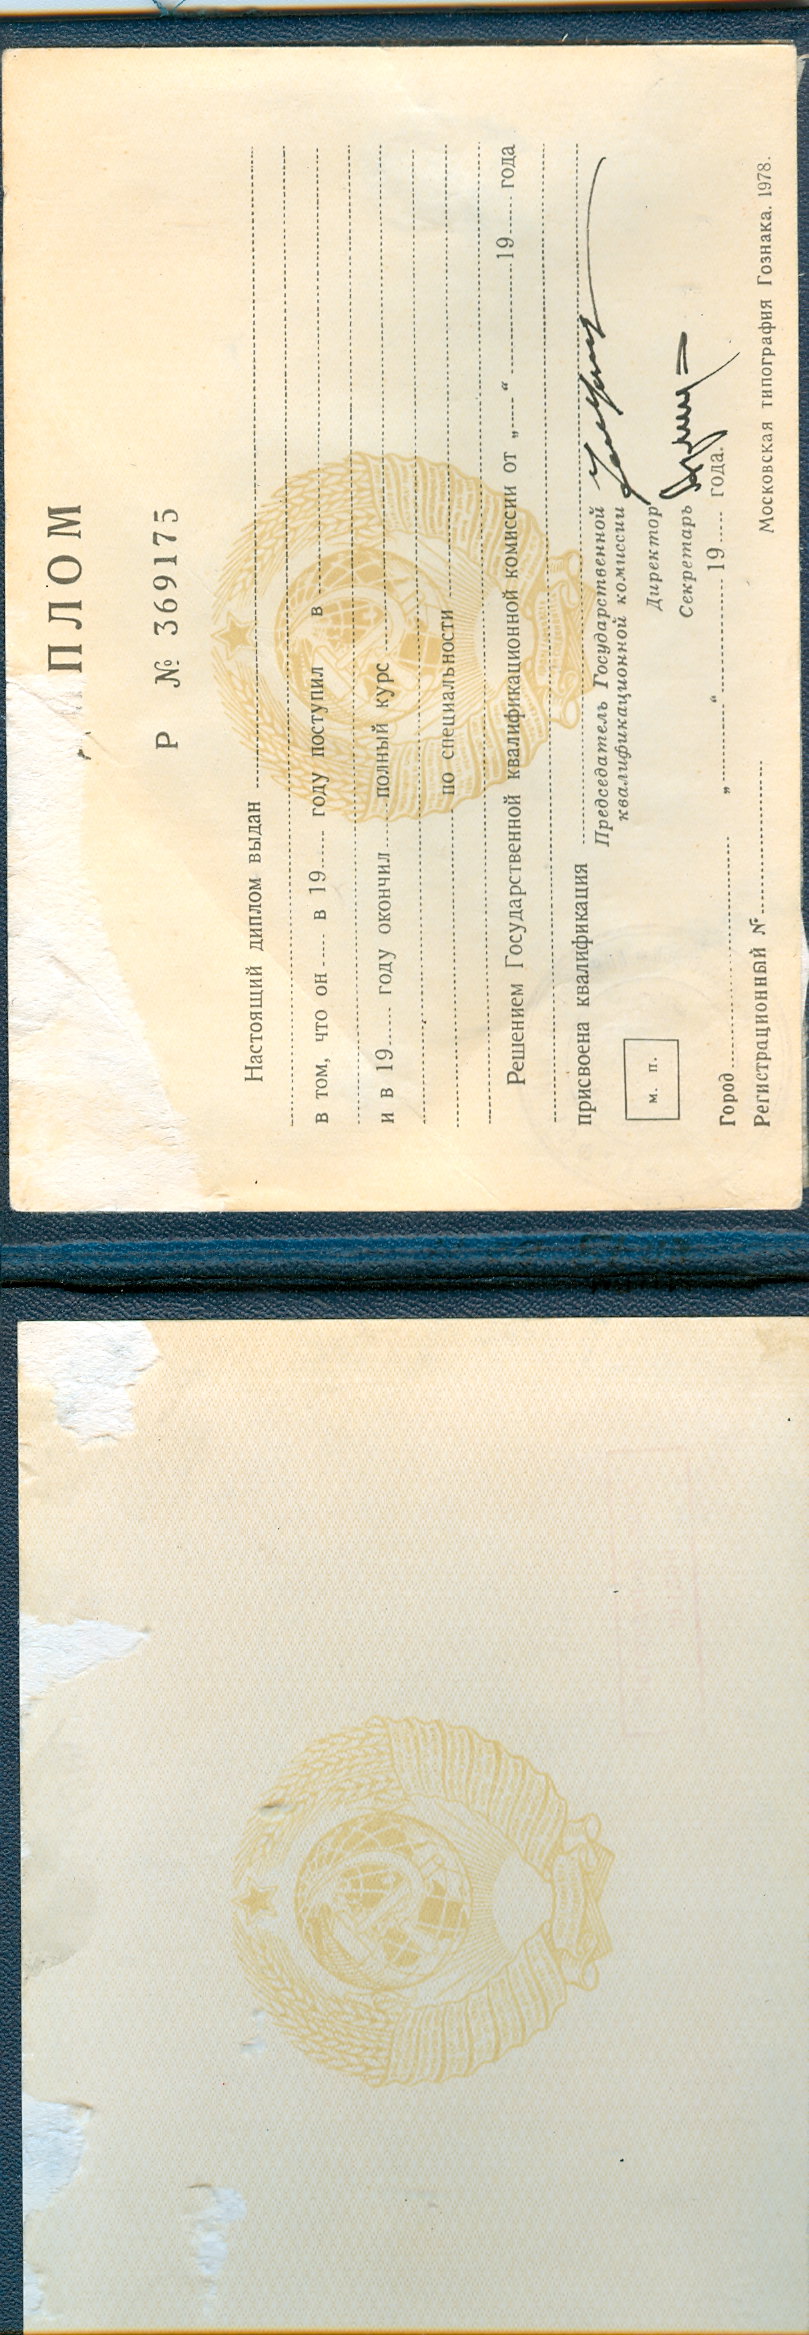 ДИПЛОМ
Р № 369175
Настоящий диплом выдан
в том, что он ---- в 19..... году поступил в
и в 19..... году окончил полный курс
по специальности
Решением Государственной квалификационной комиссии от „.....“ 19..... года
присвоена квалификация
Председатель Государственной
квалификационной комиссии
Директор
Секретарь
м. п.
Город „ “ 19 .... года.
Регистрационный №
Московская типография Гознака. 1978.